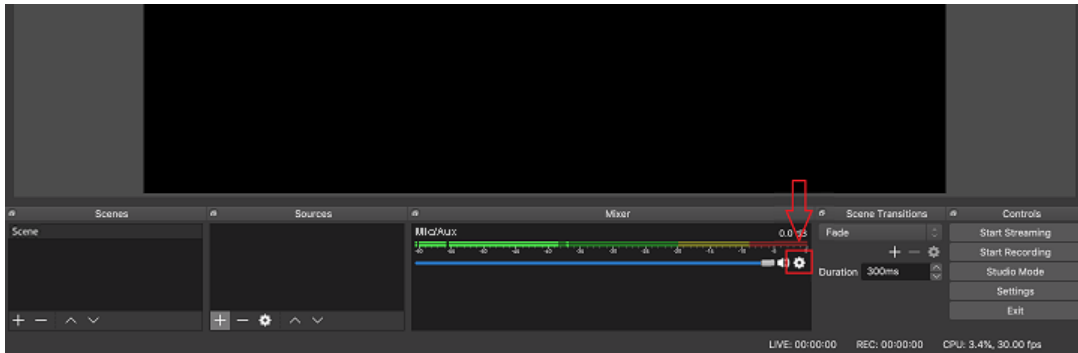 Scenes
Sources
Mixer
Scene Transitions
Controls
Scene
Mic/Aux
0.0 dB
Fade
Duration 300ms
Start Streaming
Start Recording
Studio Mode
Settings
Exit
LIVE: 00:00:00 REC: 00:00:00 CPU: 3.4%, 30.00 fps